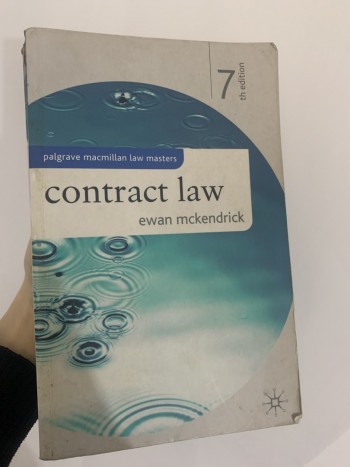 7
th edition
palgrave macmillan law masters
contract law
ewan mckendrick